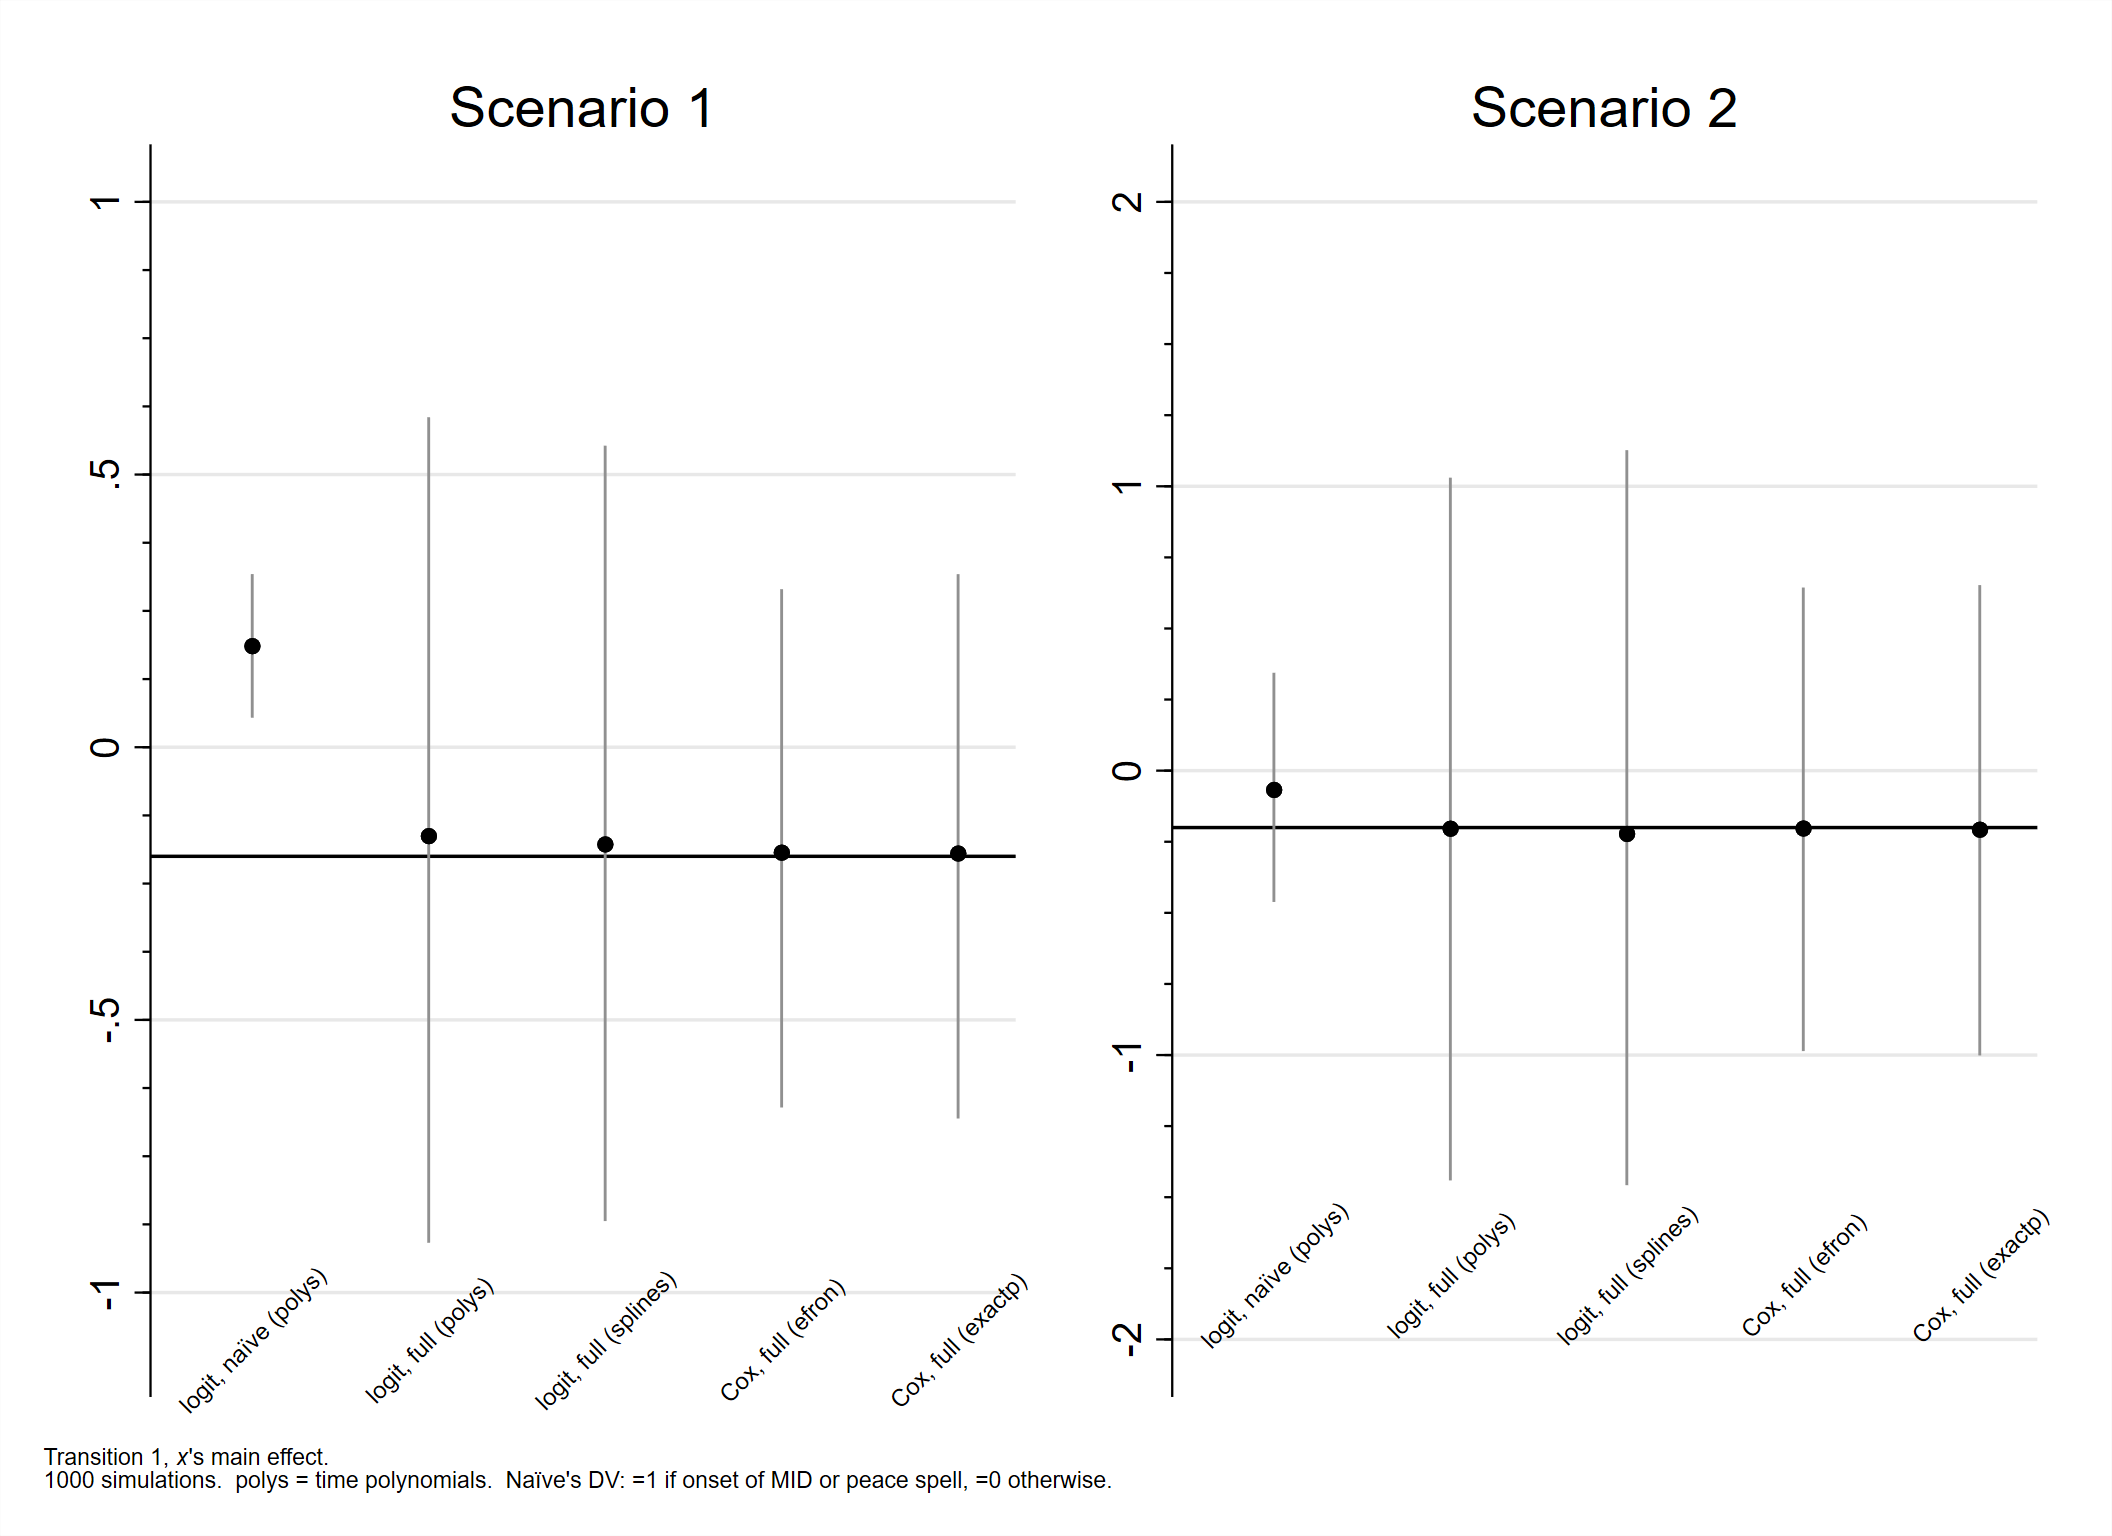 Scenario 1
1
.5
0
-.5
-1
logit, naïve (polys)
logit, full (polys)
logit, full (splines)
Cox, full (efron)
Cox, full (exactp)
Scenario 2
2
1
0
-1
-2
logit, naïve (polys)
logit, full (polys)
logit, full (splines)
Cox, full (efron)
Cox, full (exactp)
Transition 1, x's main effect.
1000 simulations.  polys = time polynomials.  Naïve's DV: =1 if onset of MID or peace spell, =0 otherwise.